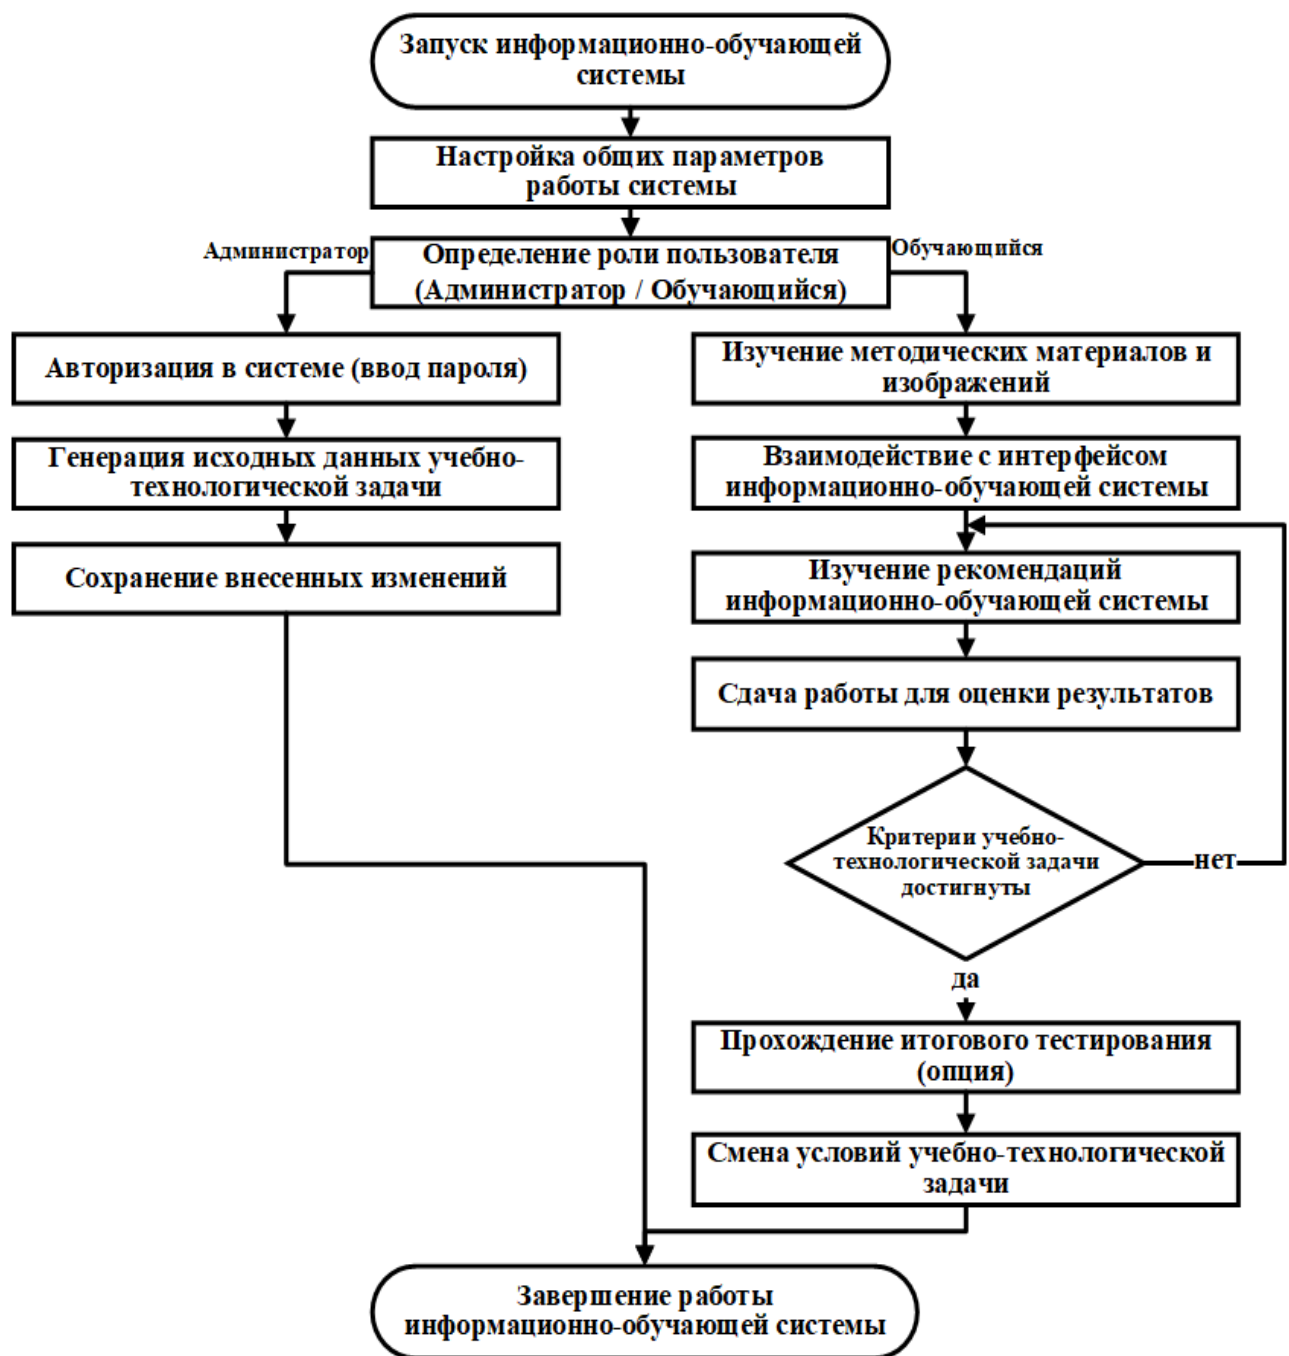 Запуск информационно-обучающей
системы
Настройка общих параметров
работы системы
Администратор
Определение роли пользователя
(Администратор / Обучающийся)
Обучающийся
Авторизация в системе (ввод пароля)
Генерация исходных данных учебно-
технологической задачи
Сохранение внесенных изменений
Изучение методических материалов и
изображений
Взаимодействие с интерфейсом
информационно-обучающей системы
Изучение рекомендаций
информационно-обучающей системы
Сдача работы для оценки результатов
Критерии учебно-
технологической задачи
достигнуты
нет
да
Прохождение итогового тестирования
(опция)
Смена условий учебно-технологической
задачи
Завершение работы
информационно-обучающей системы